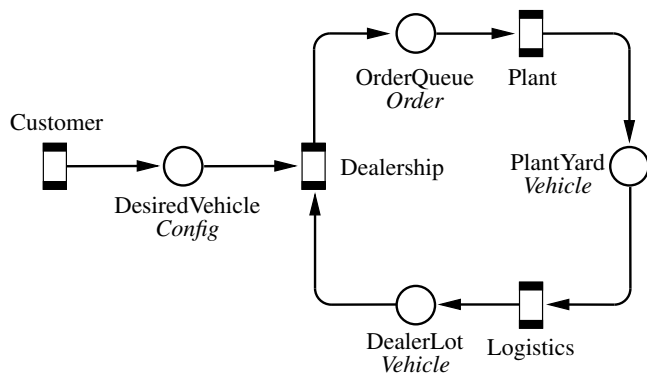 OrderQueue
Order
Plant
Customer
Dealership
PlantYard
Vehicle
DesiredVehicle
Config
DealerLot
Vehicle
Logistics